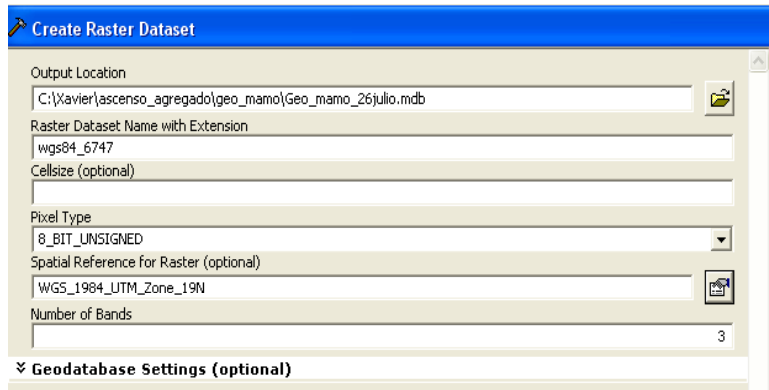 Create Raster Dataset
Output Location
C:\Xavier\ascenso_agregado\geo_mamo\Geo_mamo_26julio.mdb
Raster Dataset Name with Extension
wgs84_6747
Cellsize (optional)
Pixel Type
8_BIT_UNSIGNED
Spatial Reference for Raster (optional)
WGS_1984_UTM_Zone_19N
Number of Bands
3
Geodatabase Settings (optional)